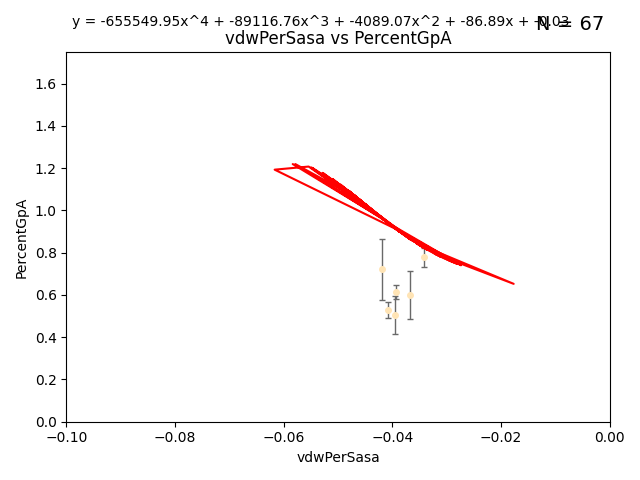 y = -655549.95x^4 + -89116.76x^3 + -4089.07x^2 + -86.89x + -0.03
N = 67
vdwPerSasa vs PercentGpA
1.6
1.4
1.2
1.0
0.8
0.6
0.4
0.2
0.0
PercentGpA
−0.10 −0.08 −0.06 −0.04 −0.02 0.00
vdwPerSasa